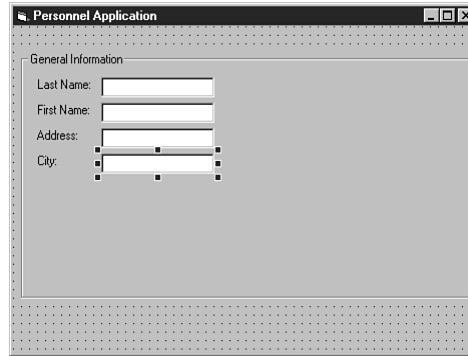 Personnel Application
General Information
Last Name:
First Name:
Address:
City: